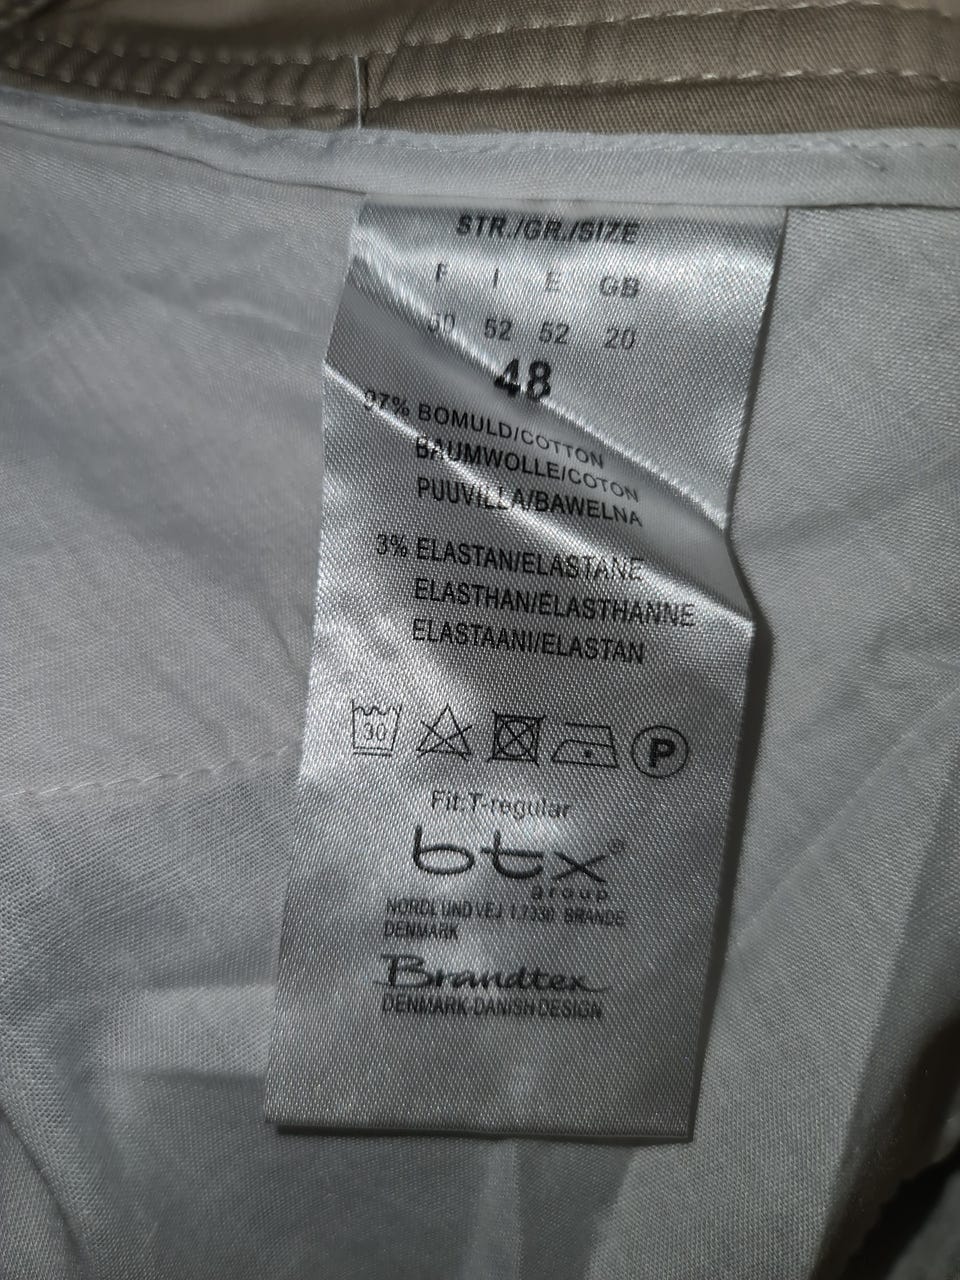 STR./GR./SIZE
F I E GB
50 52 52 20
48
97% BOMULD/COTTON
BAUMWOLLE/COTON
PUUVILLA/BAWELNA
3% ELASTAN/ELASTANE
ELASTHAN/ELASTHANNE
ELASTAANI/ELASTAN
30 P
Fit:T-regular
btx
group
NORDLUNDVEJ 1,7330 BRANDE
DENMARK
Brandtex
DENMARK-DANISH DESIGN